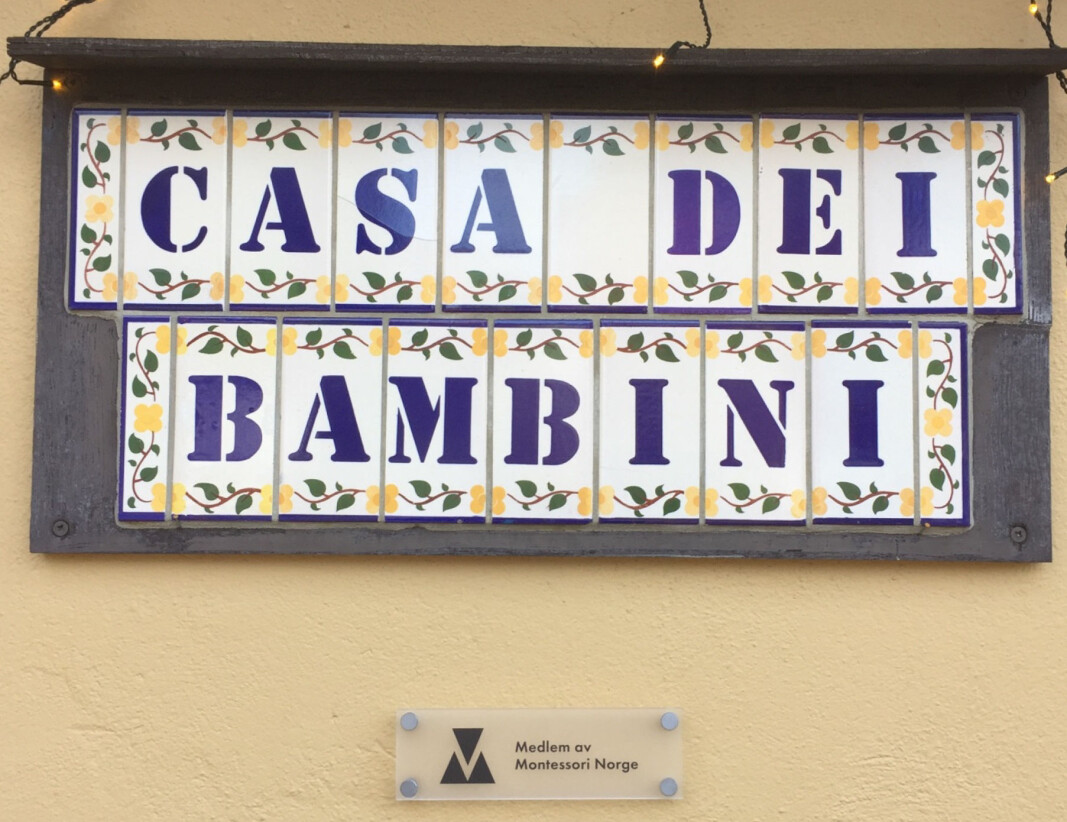 CASA DEI
BAMBINI
Medlem av
Montessori Norge